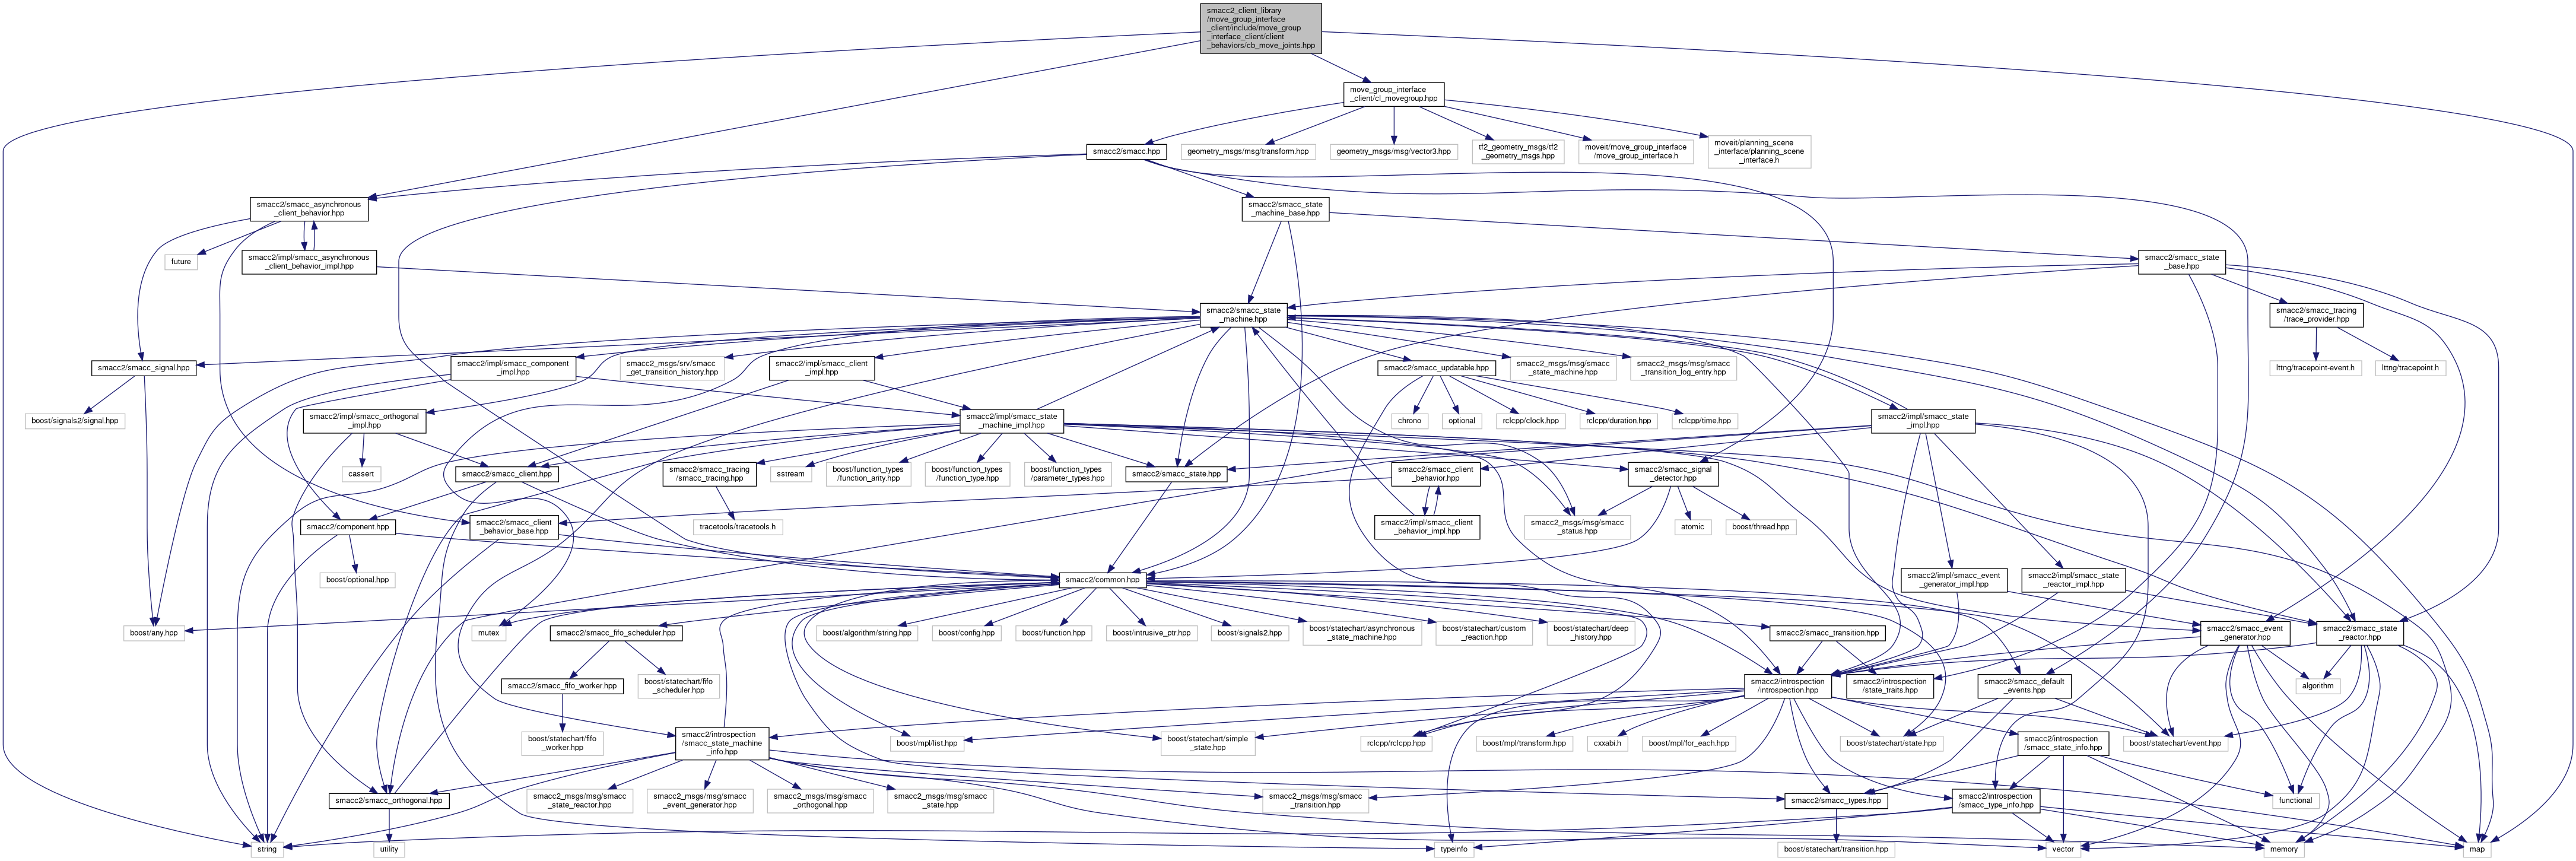 smacc2_client_library
/move_group_interface
_client/include/move_group
_interface_client/client
_behaviors/cb_move_joints.hpp
move_group_interface
_client/cl_movegroup.hpp
smacc2/smacc.hpp
geometry_msgs/msg/transform.hpp
geometry_msgs/msg/vector3.hpp
tf2_geometry_msgs/tf2
_geometry_msgs.hpp
moveit/move_group_interface
/move_group_interface.h
moveit/planning_scene
_interface/planning_scene
_interface.h
smacc2/smacc_asynchronous
_client_behavior.hpp
smacc2/smacc_state
_machine_base.hpp
future
smacc2/impl/smacc_asynchronous
_client_behavior_impl.hpp
smacc2/smacc_state
_base.hpp
smacc2/smacc_state
_machine.hpp
smacc2/smacc_tracing
/trace_provider.hpp
smacc2/smacc_signal.hpp
smacc2/impl/smacc_component
_impl.hpp
smacc2_msgs/srv/smacc
_get_transition_history.hpp
smacc2/impl/smacc_client
_impl.hpp
smacc2/smacc_updatable.hpp
smacc2_msgs/msg/smacc
_state_machine.hpp
smacc2_msgs/msg/smacc
_transition_log_entry.hpp
lttng/tracepoint-event.h
lttng/tracepoint.h
boost/signals2/signal.hpp
smacc2/impl/smacc_orthogonal
_impl.hpp
smacc2/impl/smacc_state
_machine_impl.hpp
chrono
optional
rclcpp/clock.hpp
rclcpp/duration.hpp
rclcpp/time.hpp
smacc2/impl/smacc_state
_impl.hpp
cassert
smacc2/smacc_client.hpp
smacc2/smacc_tracing
/smacc_tracing.hpp
sstream
boost/function_types
/function_arity.hpp
boost/function_types
/function_type.hpp
boost/function_types
/parameter_types.hpp
smacc2/smacc_state.hpp
smacc2/smacc_client
_behavior.hpp
smacc2/smacc_signal
_detector.hpp
smacc2/component.hpp
smacc2/smacc_client
_behavior_base.hpp
tracetools/tracetools.h
smacc2/impl/smacc_client
_behavior_impl.hpp
smacc2_msgs/msg/smacc
_status.hpp
atomic
boost/thread.hpp
boost/optional.hpp
smacc2/common.hpp
smacc2/impl/smacc_event
_generator_impl.hpp
smacc2/impl/smacc_state
_reactor_impl.hpp
boost/any.hpp
mutex
smacc2/smacc_fifo_scheduler.hpp
boost/algorithm/string.hpp
boost/config.hpp
boost/function.hpp
boost/intrusive_ptr.hpp
boost/signals2.hpp
boost/statechart/asynchronous
_state_machine.hpp
boost/statechart/custom
_reaction.hpp
boost/statechart/deep
_history.hpp
smacc2/smacc_transition.hpp
smacc2/smacc_event
_generator.hpp
smacc2/smacc_state
_reactor.hpp
smacc2/smacc_fifo_worker.hpp
boost/statechart/fifo
_scheduler.hpp
smacc2/introspection
/introspection.hpp
smacc2/introspection
/state_traits.hpp
smacc2/smacc_default
_events.hpp
algorithm
boost/statechart/fifo
_worker.hpp
smacc2/introspection
/smacc_state_machine
_info.hpp
boost/mpl/list.hpp
boost/statechart/simple
_state.hpp
rclcpp/rclcpp.hpp
boost/mpl/transform.hpp
cxxabi.h
boost/mpl/for_each.hpp
boost/statechart/state.hpp
smacc2/introspection
/smacc_state_info.hpp
boost/statechart/event.hpp
smacc2/smacc_orthogonal.hpp
smacc2_msgs/msg/smacc
_state_reactor.hpp
smacc2_msgs/msg/smacc
_event_generator.hpp
smacc2_msgs/msg/smacc
_orthogonal.hpp
smacc2_msgs/msg/smacc
_state.hpp
smacc2_msgs/msg/smacc
_transition.hpp
smacc2/smacc_types.hpp
smacc2/introspection
/smacc_type_info.hpp
functional
string
utility
typeinfo
boost/statechart/transition.hpp
vector
memory
map